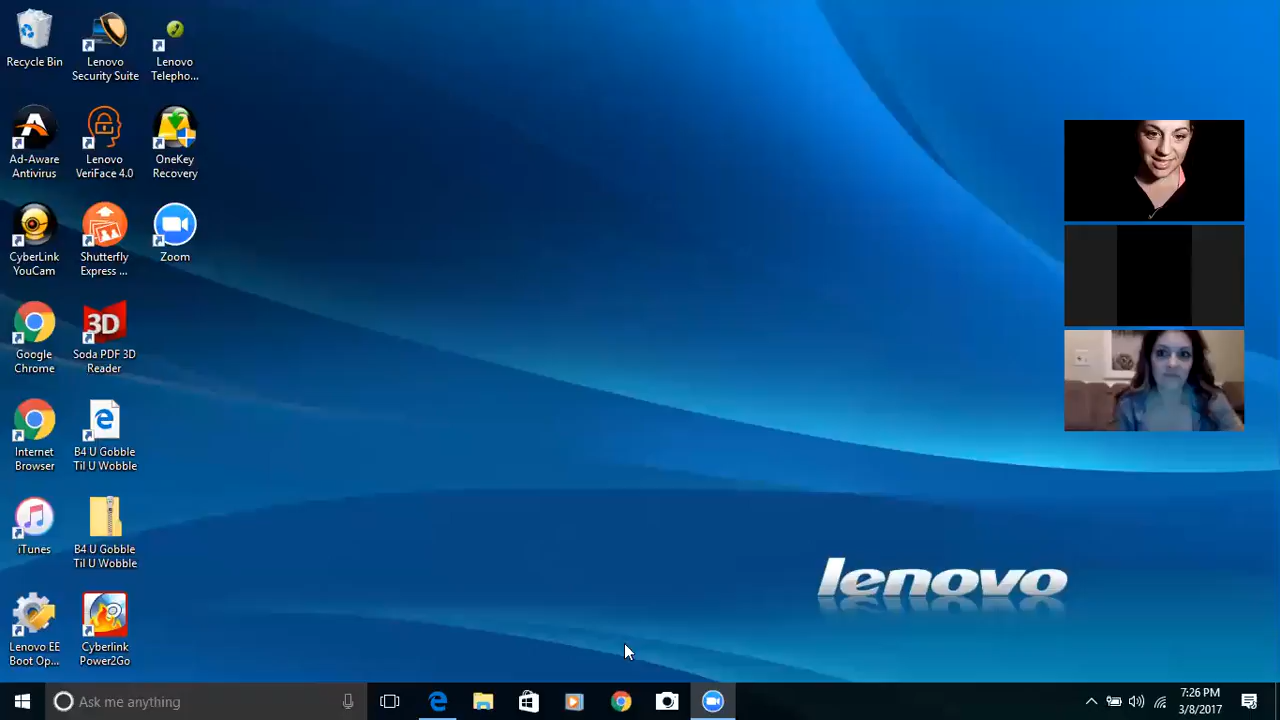 Recycle Bin
Lenovo
Security Suite
Lenovo
Telepho...
Ad-Aware
Antivirus
Lenovo
VeriFace 4.0
OneKey
Recovery
CyberLink
YouCam
Shutterfly
Express ...
Zoom
Google
Chrome
3D
Soda PDF 3D
Reader
Internet
Browser
B4 U Gobble
Til U Wobble
iTunes
B4 U Gobble
Til U Wobble
Lenovo EE
Boot Op...
Cyberlink
Power2Go
lenovo
Ask me anything
7:26 PM
3/8/2017